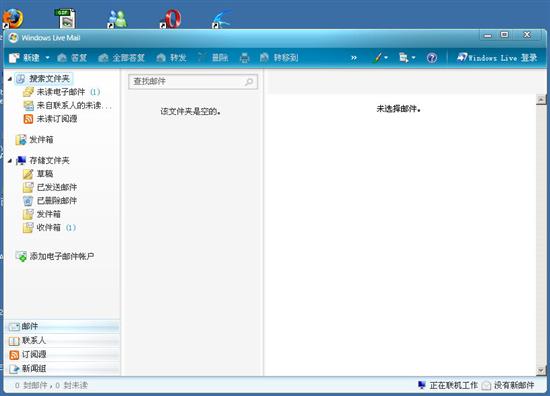 GIF
Windows Live Mail
新建 答复 全部答复 转发 删除 转移到 » Windows Live 登录
搜索文件夹
未读电子邮件 (1)
来自联系人的未读...
未读订阅源
发件箱
存储文件夹
草稿
已发送邮件
已删除邮件
发件箱
收件箱 (1)
添加电子邮件帐户
查找邮件
该文件夹是空的。
未选择邮件。
邮件
联系人
订阅源
新闻组
0 封邮件，0 封未读
正在联机工作 没有新邮件